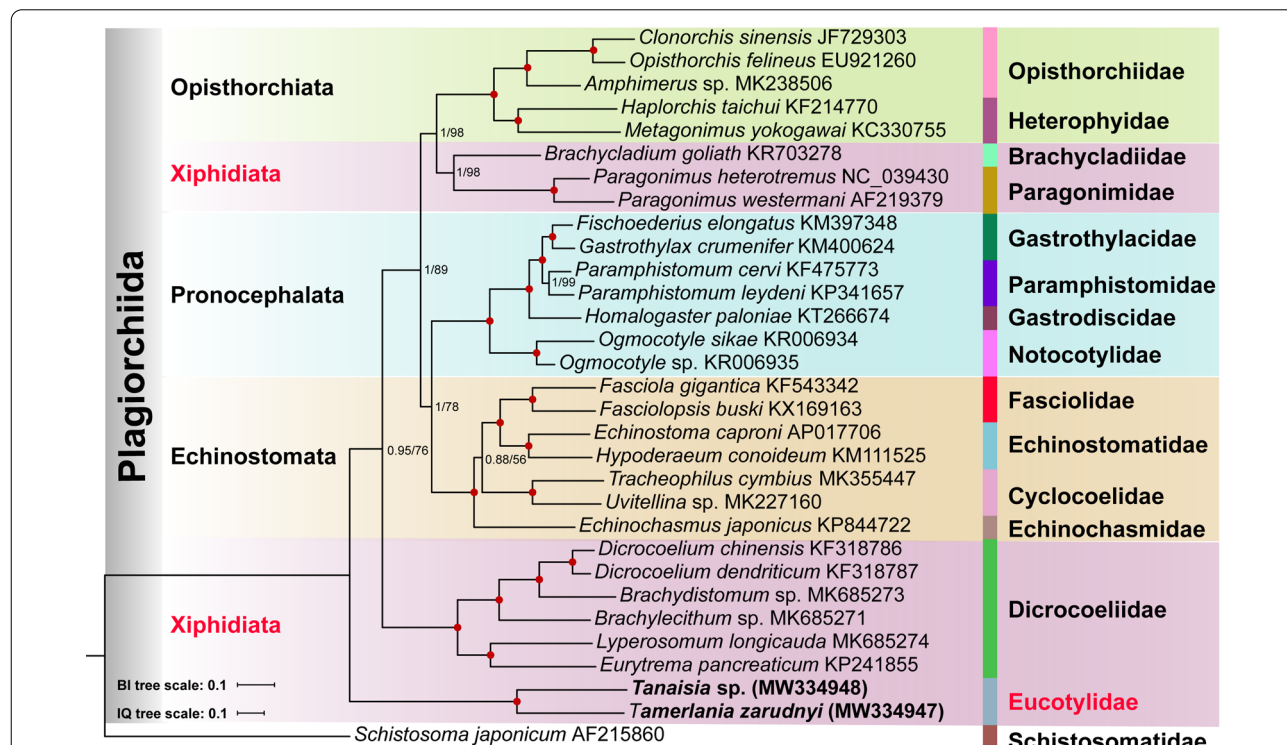 Plagiorchiida
Opisthorchiata
Xiphidiata
Pronocephalata
Echinostomata
Xiphidiata
BI tree scale: 0.1
IQ tree scale: 0.1
1/98
1/98
1/89
1/99
1/78
0.95/76
0.88/56
Clonorchis sinensis JF729303
Opisthorchis felineus EU921260
Amphimerus sp. MK238506
Haplorchis taichui KF214770
Metagonimus yokogawai KC330755
Brachycladium goliath KR703278
Paragonimus heterotremus NC_039430
Paragonimus westermani AF219379
Fischoederius elongatus KM397348
Gastrothylax crumenifer KM400624
Paramphistomum cervi KF475773
Paramphistomum leydeni KP341657
Homalogaster paloniae KT266674
Ogmocotyle sikae KR006934
Ogmocotyle sp. KR006935
Fasciola gigantica KF543342
Fasciolopsis buski KX169163
Echinostoma caproni AP017706
Hypoderaeum conoideum KM111525
Tracheophilus cymbius MK355447
Uvitellina sp. MK227160
Echinochasmus japonicus KP844722
Dicrocoelium chinensis KF318786
Dicrocoelium dendriticum KF318787
Brachydistomum sp. MK685273
Brachylecithum sp. MK685271
Lyperosomum longicauda MK685274
Eurytrema pancreaticum KP241855
Tanaisia sp. (MW334948)
Tamerlania zarudnyi (MW334947)
Schistosoma japonicum AF215860
Opisthorchiidae
Heterophyidae
Brachycladiidae
Paragonimidae
Gastrothylacidae
Paramphistomidae
Gastrodiscidae
Notocotylidae
Fasciolidae
Echinostomatidae
Cyclocoelidae
Echinochasmidae
Dicrocoeliidae
Eucotylidae
Schistosomatidae